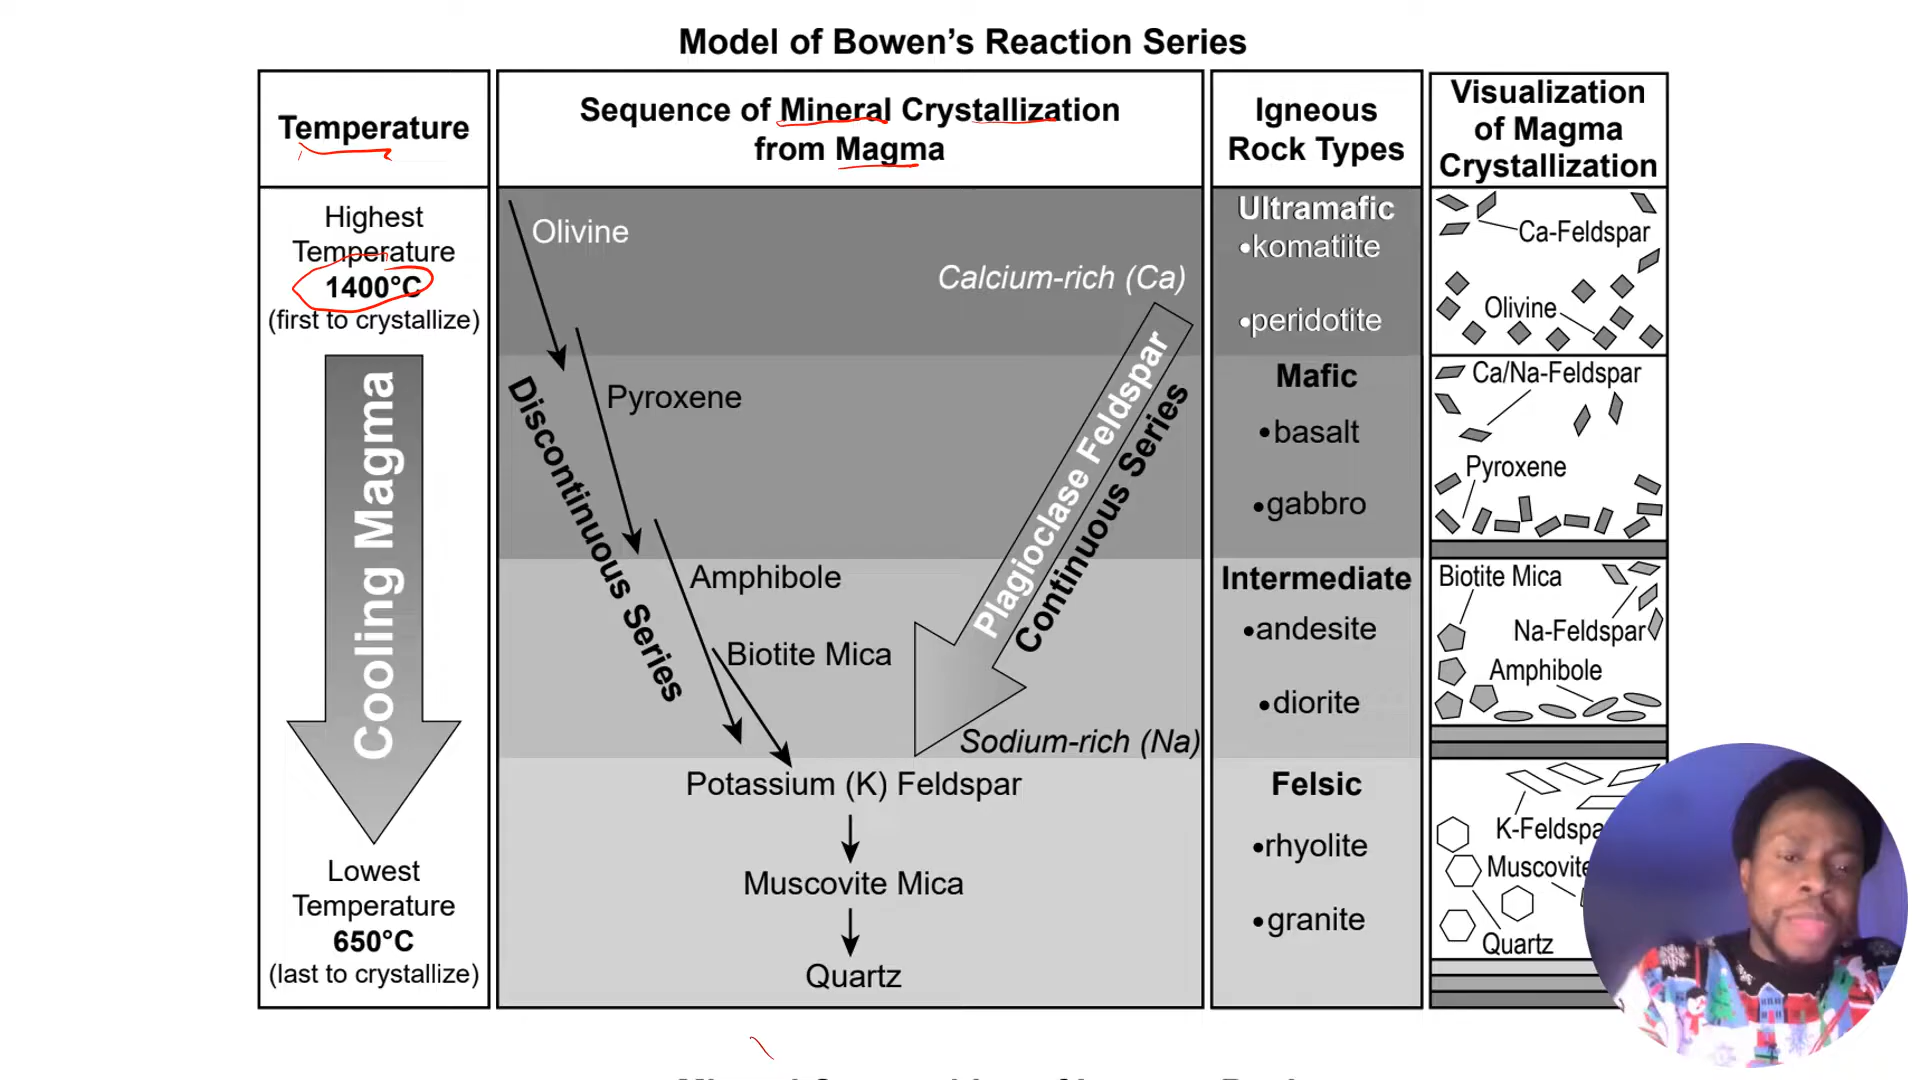 Model of Bowen's Reaction Series
Temperature
Sequence of Mineral Crystallization
from Magma
Igneous
Rock Types
Visualization
of Magma
Crystallization
Highest
Temperature
1400°C
(first to crystallize)
Cooling Magma
Lowest
Temperature
650°C
(last to crystallize)
Olivine
Pyroxene
Discontinuous Series
Amphibole
Biotite Mica
Calcium-rich (Ca)
Plagioclase Feldspar
Continuous Series
Sodium-rich (Na)
Potassium (K) Feldspar
Muscovite Mica
Quartz
Ultramafic
•komatiite
•peridotite
Mafic
•basalt
•gabbro
Intermediate
•andesite
•diorite
Felsic
•rhyolite
•granite
Ca-Feldspar
Olivine
Ca/Na-Feldspar
Pyroxene
Biotite Mica
Na-Feldspar
Amphibole
K-Feldspa
Muscovite
Quartz